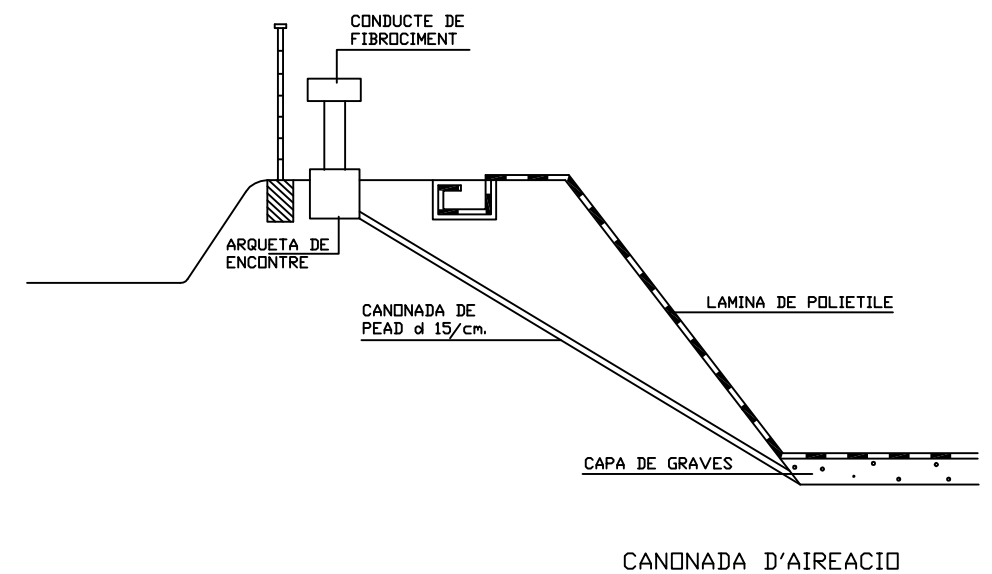 CONDUCTE DE
FIBROCIMENT
ARQUETA DE
ENCONTRE
CANONADA DE
PEAD d 15/cm.
LAMINA DE POLIETILE
CAPA DE GRAVES
CANONADA D'AIREACIO